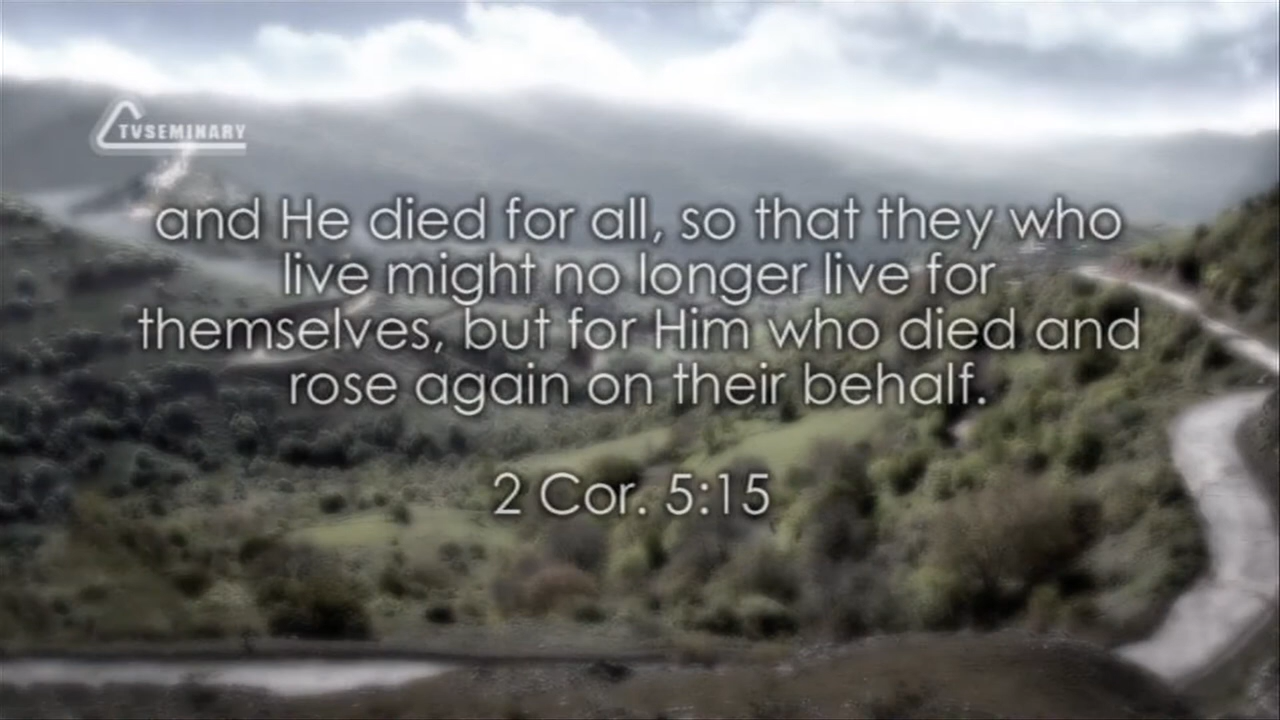 TVSEMINARY
and He died for all, so that they who
live might no longer live for
themselves, but for Him who died and
rose again on their behalf.
2 Cor. 5:15